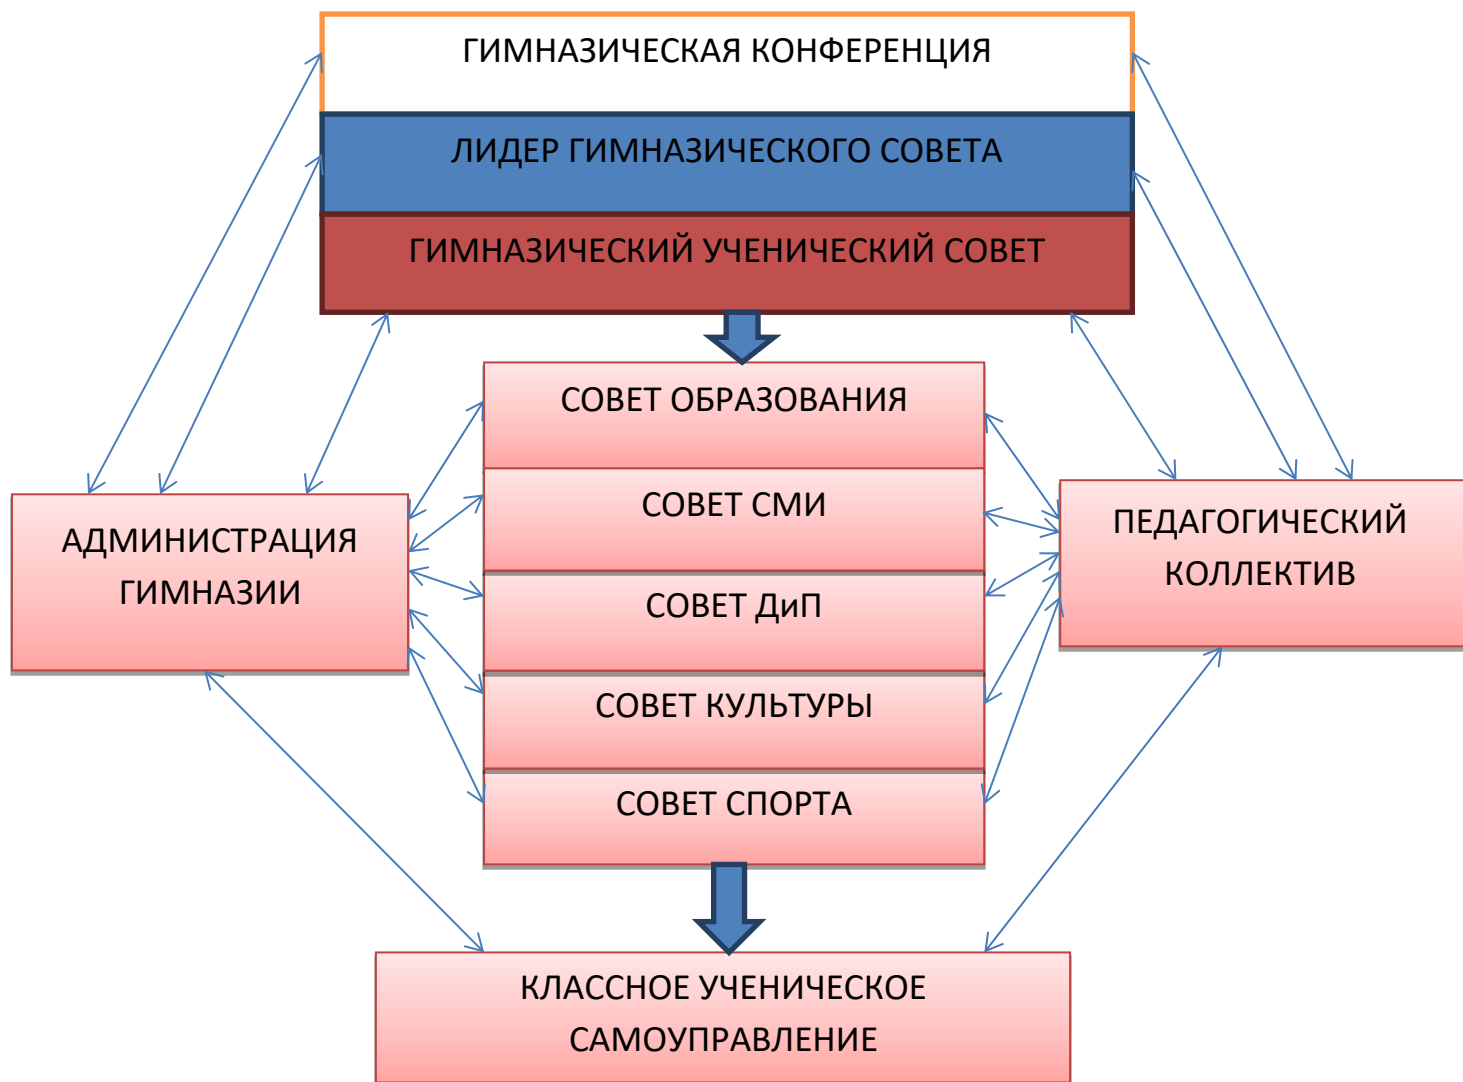 ГИМНАЗИЧЕСКАЯ КОНФЕРЕНЦИЯ
ЛИДЕР ГИМНАЗИЧЕСКОГО СОВЕТА
ГИМНАЗИЧЕСКИЙ УЧЕНИЧЕСКИЙ СОВЕТ
СОВЕТ ОБРАЗОВАНИЯ
СОВЕТ СМИ
СОВЕТ ДиП
СОВЕТ КУЛЬТУРЫ
СОВЕТ СПОРТА
АДМИНИСТРАЦИЯ
ГИМНАЗИИ
ПЕДАГОГИЧЕСКИЙ
КОЛЛЕКТИВ
КЛАССНОЕ УЧЕНИЧЕСКОЕ
САМОУПРАВЛЕНИЕ